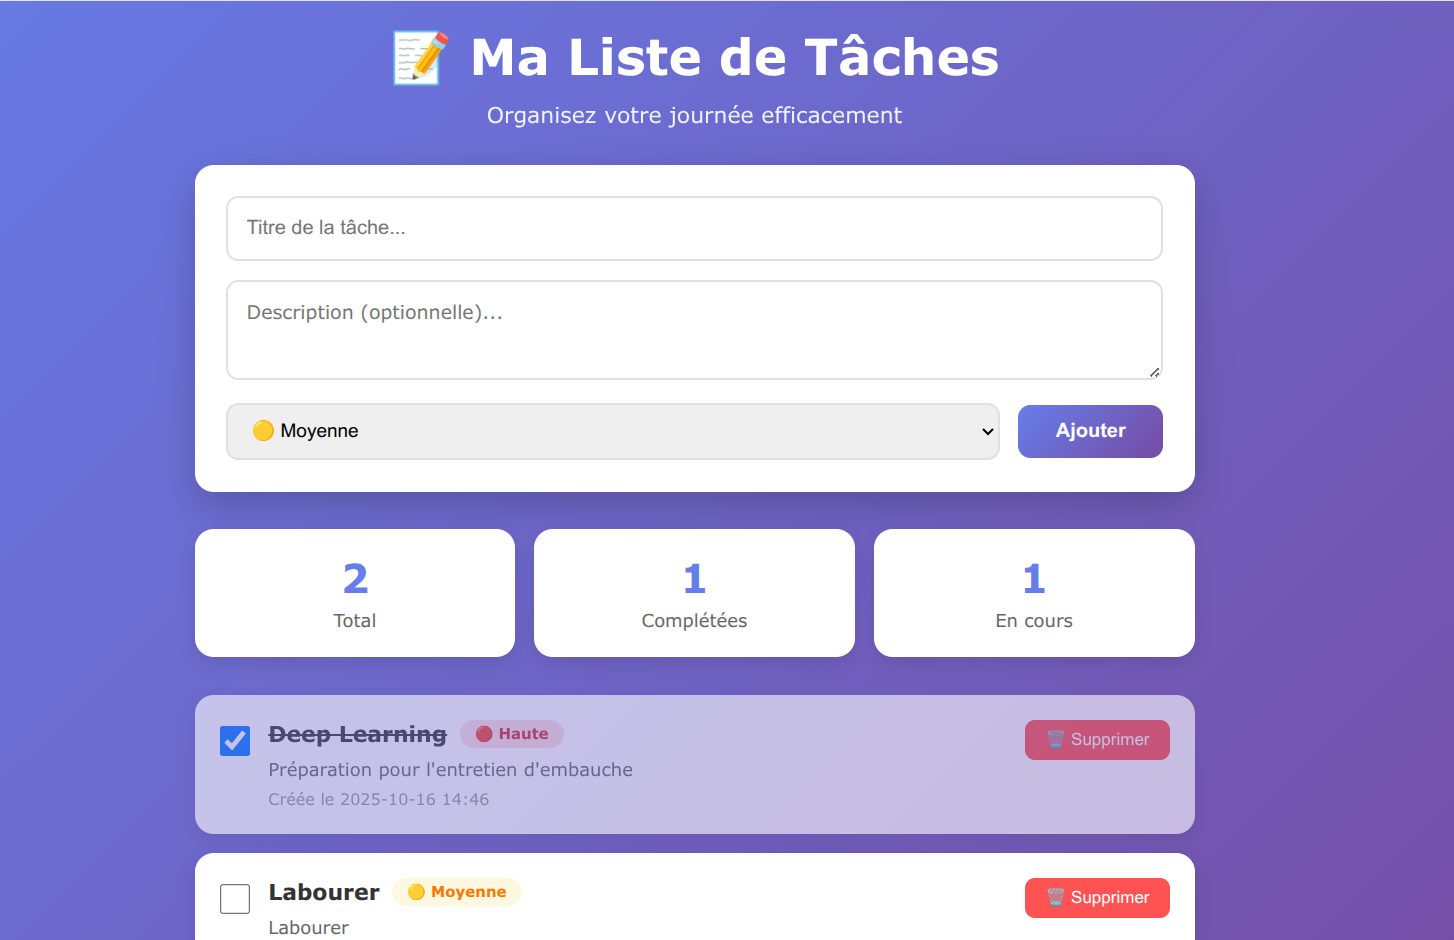 📝 Ma Liste de Tâches
Organisez votre journée efficacement
Titre de la tâche...
Description (optionnelle)...
🟡 Moyenne
Ajouter
2
Total
1
Complétées
1
En cours
Deep Learning 🔴 Haute
🗑️ Supprimer
Préparation pour l'entretien d'embauche
Créée le 2025-10-16 14:46
Labourer 🟡 Moyenne
🗑️ Supprimer
Labourer